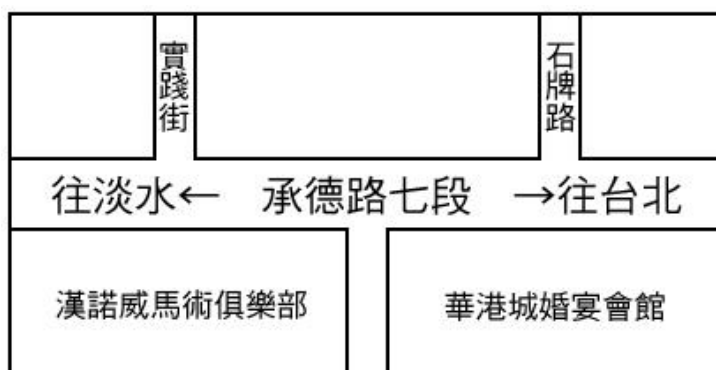 實踐街
石牌路
往淡水← 承德路七段 →往台北
漢諾威馬術俱樂部
華港城婚宴會館